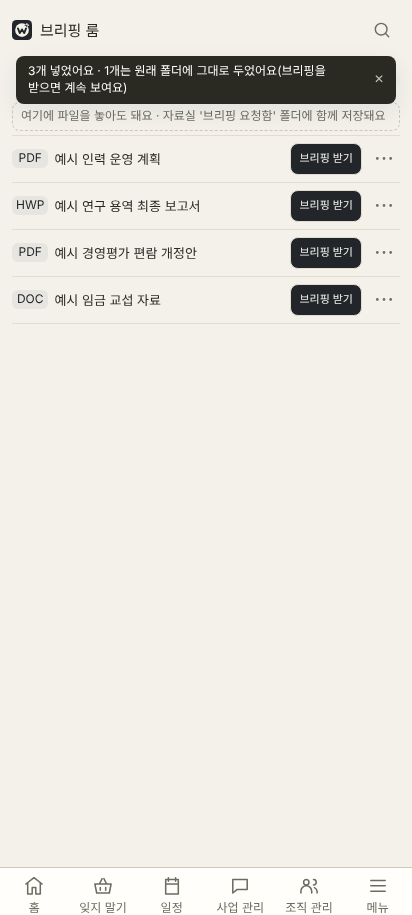 브리핑 룸
3개 넣었어요 · 1개는 원래 폴더에 그대로 두었어요(브리핑을
받으면 계속 보여요)
×
여기에 파일을 놓아도 돼요 · 자료실 '브리핑 요청함' 폴더에 함께 저장돼요
PDF 예시 인력 운영 계획 브리핑 받기 ···
HWP 예시 연구 용역 최종 보고서 브리핑 받기 ···
PDF 예시 경영평가 편람 개정안 브리핑 받기 ···
DOC 예시 임금 교섭 자료 브리핑 받기 ···
홈 잊지 말기 일정 사업 관리 조직 관리 메뉴